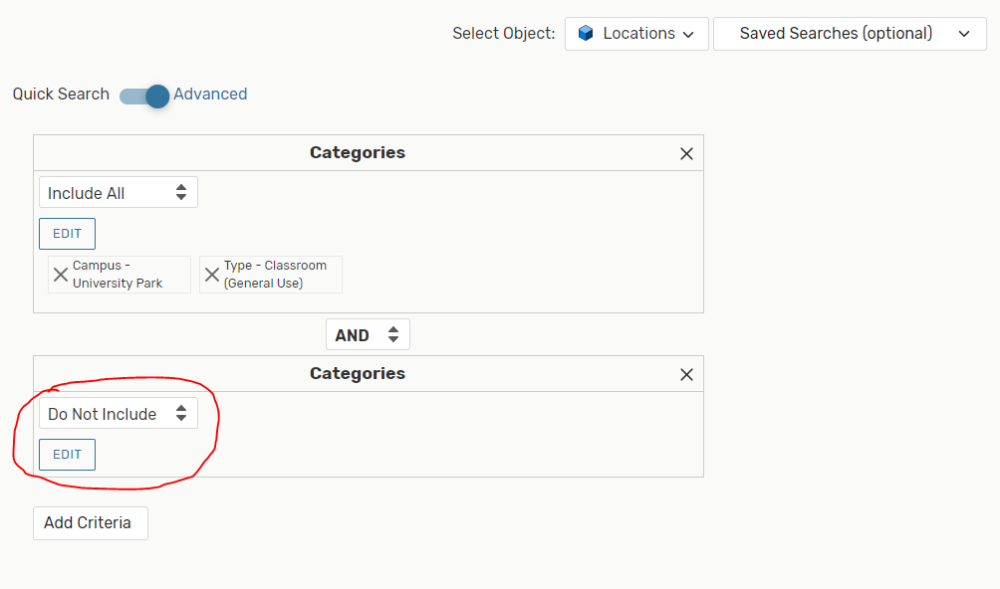 Select Object: Locations Saved Searches (optional)
Quick Search Advanced
Categories
Include All
EDIT
Campus -
University Park
Type - Classroom
(General Use)
AND
Categories
Do Not Include
EDIT
Add Criteria